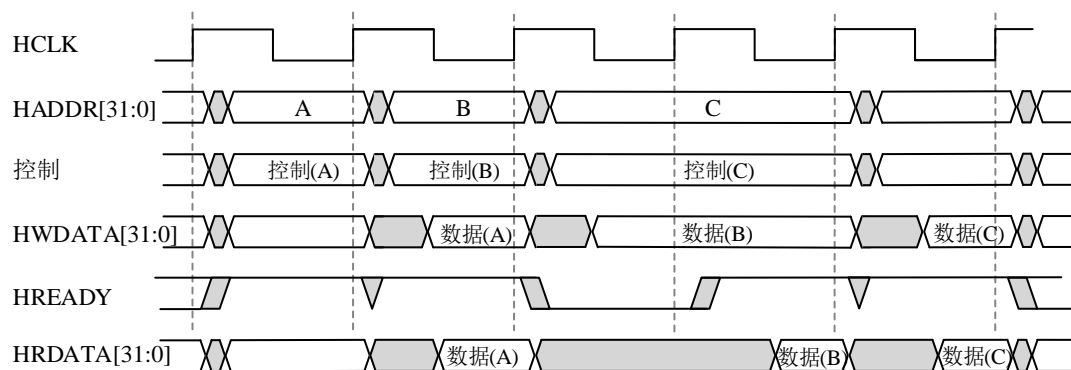 HCLK
HADDR[31:0] A B C
控制 控制(A) 控制(B) 控制(C)
HWDATA[31:0] 数据(A) 数据(B) 数据(C)
HREADY
HRDATA[31:0] 数据(A) 数据(B) 数据(C)